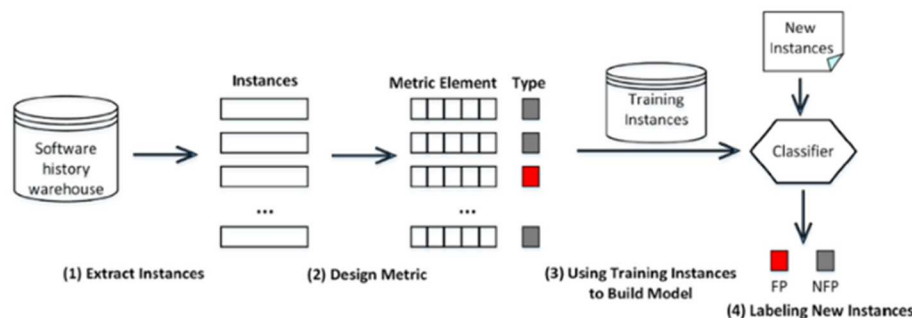 New
Instances
Instances
Metric Element
Type
Training
Instances
Software
history
warehouse
Classifier
...
...
(1) Extract Instances
(2) Design Metric
(3) Using Training Instances
to Build Model
FP
NFP
(4) Labeling New Instances